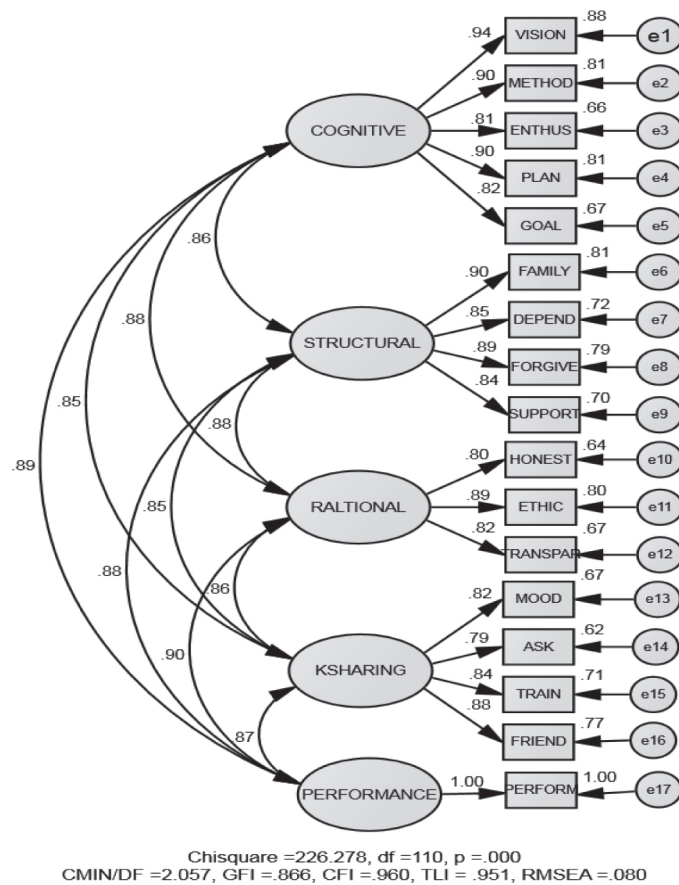 .94 VISION .88 e1
.90 METHOD .81 e2
COGNITIVE .81 ENTHUS .66 e3
.90 PLAN .81 e4
.82 GOAL .67 e5
.86
.90 FAMILY .81 e6
.85 DEPEND .72 e7
.88 STRUCTURAL .89 FORGIVE .79 e8
.84 SUPPORT .70 e9
.85 .88
.80 HONEST .64 e10
.89 .85 RALTIONAL .89 ETHIC .80 e11
.82 TRANSPAR .67 e12
.88 .86 .82 MOOD .67 e13
.79 ASK .62 e14
.90 KSHARING .84 TRAIN .71 e15
.88 FRIEND .77 e16
.87
PERFORMANCE 1.00 PERFORM 1.00 e17
Chisquare =226.278, df =110, p =.000
CMIN/DF =2.057, GFI =.866, CFI =.960, TLI =.951, RMSEA =.080